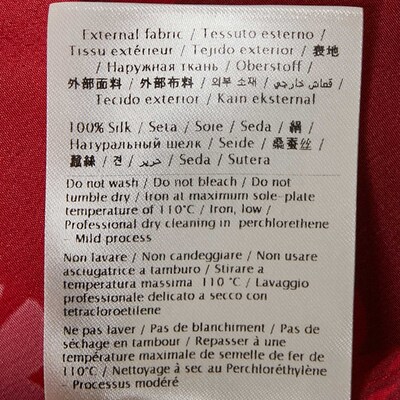 External fabric / Tessuto esterno /
Tissu extérieur / Tejido exterior / 表地
/ Наружная ткань / Oberstoff /
外部面料 / 外部布料 / 외부 소재 / قماش خارجي /
Tecido exterior / Kain eksternal
100% Silk / Seta / Soie / Seda / 絹 /
Натуральный шелк / Seide / 桑蚕丝 /
蠶絲 / 견 / حرير / Seda / Sutera
Do not wash / Do not bleach / Do not
tumble dry / Iron at maximum sole-plate
temperature of 110°C / Iron, low /
Professional dry cleaning in perchlorethene
- Mild process
Non lavare / Non candeggiare / Non usare
asciugatrice a tamburo / Stirare a
temperatura massima 110 °C / Lavaggio
professionale delicato a secco con
tetracloroetilene
Ne pas laver / Pas de blanchiment / Pas de
séchage en tambour / Repasser à une
température maximale de semelle de fer de
110°C / Nettoyage à sec au Perchloréthylène
- Processus modéré